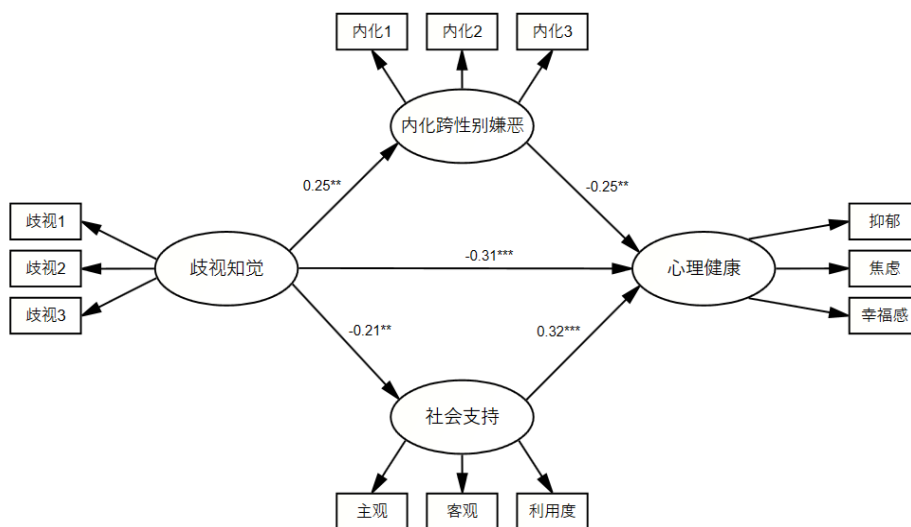 内化1
内化2
内化3
内化跨性别嫌恶
0.25**
-0.25**
歧视1
歧视2
歧视3
歧视知觉
-0.31***
心理健康
抑郁
焦虑
幸福感
-0.21**
0.32***
社会支持
主观
客观
利用度